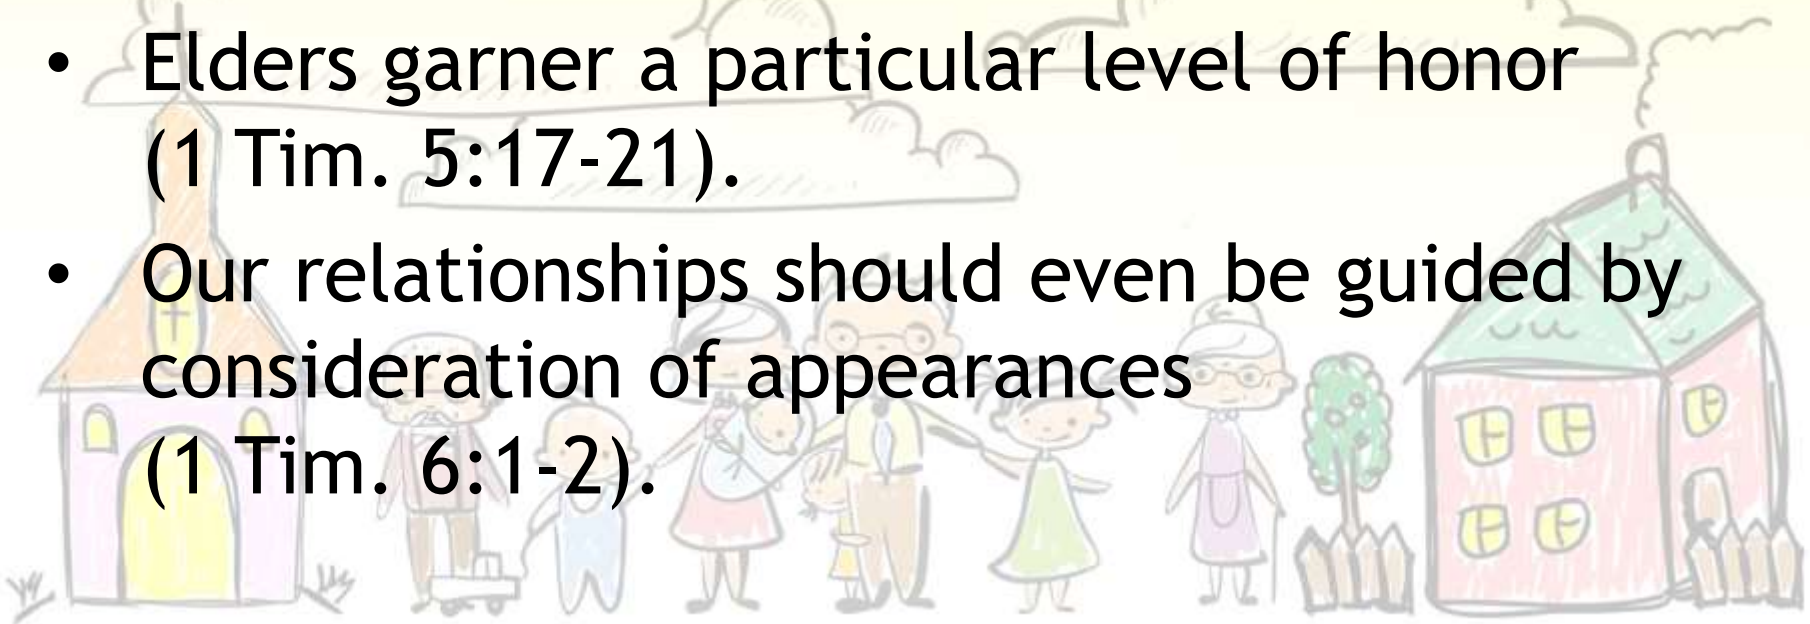 • Elders garner a particular level of honor
(1 Tim. 5:17-21).
• Our relationships should even be guided by
consideration of appearances
(1 Tim. 6:1-2).